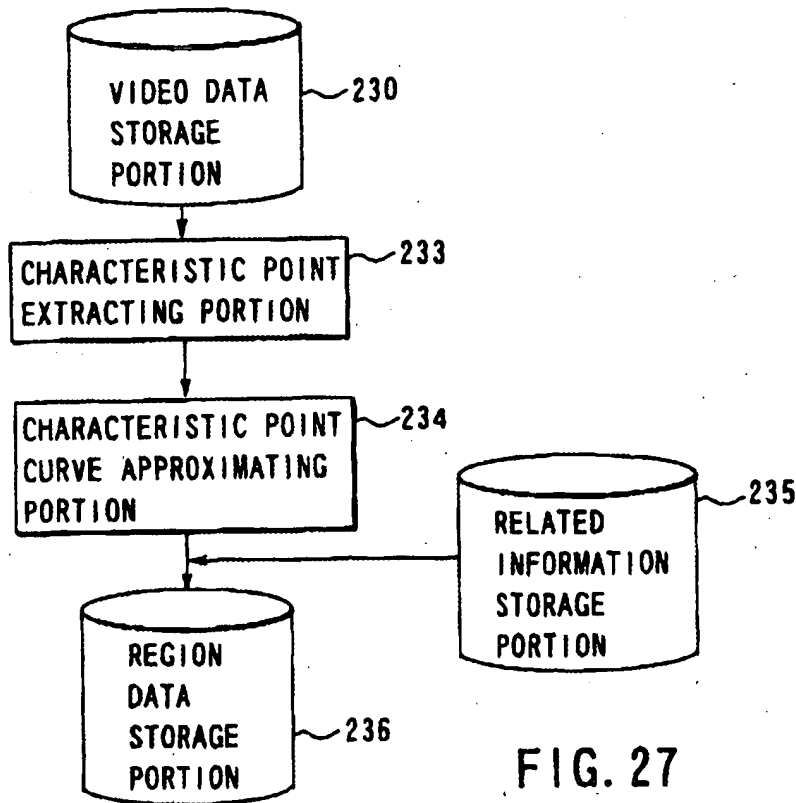 VIDEO DATA
STORAGE
PORTION
230
CHARACTERISTIC POINT
EXTRACTING PORTION
233
CHARACTERISTIC POINT
CURVE APPROXIMATING
PORTION
234
RELATED
INFORMATION
STORAGE
PORTION
235
REGION
DATA
STORAGE
PORTION
236
FIG. 27